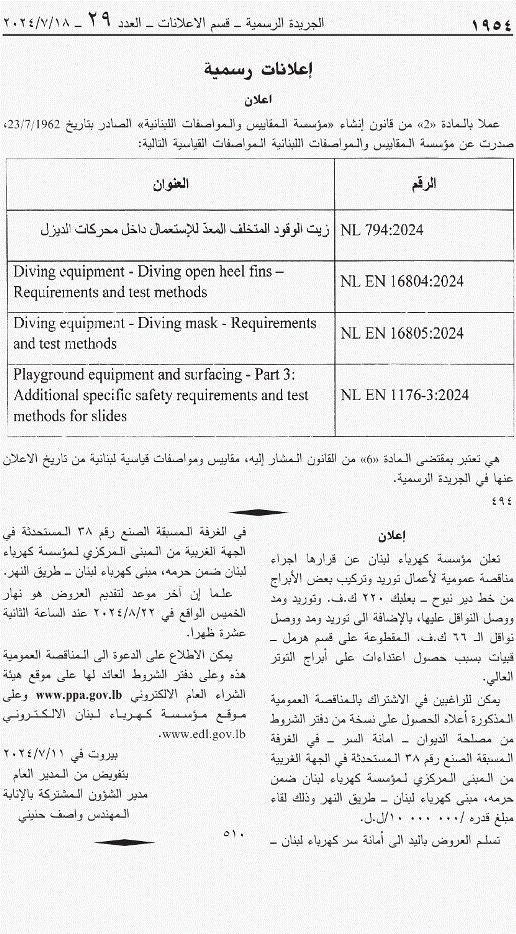 ١٩٥٤
الجريدة الرسمية ــ قسم الاعلانات ــ العدد ٢٩ ــ ٢٠٢٤/٧/١٨
إعلانات رسمية
اعلان
عملا بالمادة «2» من قانون إنشاء «مؤسسة المقاييس والمواصفات اللبنانية» الصادر بتاريخ 23/7/1962،
صدرت عن مؤسسة المقاييس والمواصفات اللبنانية المواصفات القياسية التالية:
الرقم
العنوان
NL 794:2024
زيت الوقود المتخلف المعدّ للإستعمال داخل محركات الديزل
NL EN 16804:2024
Diving equipment - Diving open heel fins –
Requirements and test methods
NL EN 16805:2024
Diving equipment - Diving mask - Requirements
and test methods
NL EN 1176-3:2024
Playground equipment and surfacing - Part 3:
Additional specific safety requirements and test
methods for slides
هي تعتبر بمقتضى المادة «6» من القانون المشار إليه، مقاييس ومواصفات قياسية لبنانية من تاريخ الاعلان
عنها في الجريدة الرسمية.
٤٩٤
إعلان
تعلن مؤسسة كهرباء لبنان عن قرارها اجراء
مناقصة عمومية لأعمال توريد وتركيب بعض الأبراج
من خط دير نبوح ــ بعلبك ٢٢٠ ك.ف. وتوريد ومد
ووصل النواقل عليها، بالإضافة الى توريد ومد ووصل
نواقل الـ ٦٦ ك.ف. المقطوعة على قسم هرمل ــ
قبيات بسبب حصول اعتداءات على أبراج التوتر
العالي.
يمكن للراغبين في الاشتراك بالمناقصة العمومية
المذكورة أعلاه الحصول على نسخة من دفتر الشروط
من مصلحة الديوان ــ امانة السر ــ في الغرفة
المسبقة الصنع رقم ٣٨ المستحدثة في الجهة الغربية
من المبنى المركزي لمؤسسة كهرباء لبنان ضمن
حرمه، مبنى كهرباء لبنان ــ طريق النهر وذلك لقاء
مبلغ قدره /١٠ ٠٠٠ ٠٠٠/ل.ل.
تسلم العروض باليد الى أمانة سر كهرباء لبنان ــ
في الغرفة المسبقة الصنع رقم ٣٨ المستحدثة في
الجهة الغربية من المبنى المركزي لمؤسسة كهرباء
لبنان ضمن حرمه، مبنى كهرباء لبنان ــ طريق النهر.
علما إن آخر موعد لتقديم العروض هو نهار
الخميس الواقع في ٢٠٢٤/٨/٢٢ عند الساعة الثانية
عشرة ظهرا.
يمكن الاطلاع على الدعوة الى المناقصة العمومية
هذه وعلى دفتر الشروط العائد لها على موقع هيئة
الشراء العام الالكتروني www.ppa.gov.lb وعلى
موقع مؤسسة كهرباء لبنان الالكتروني
www.edl.gov.lb.
بيروت في ٢٠٢٤/٧/١١
بتفويض من المدير العام
مدير الشؤون المشتركة بالإنابة
المهندس واصف حنيني
٥١٠